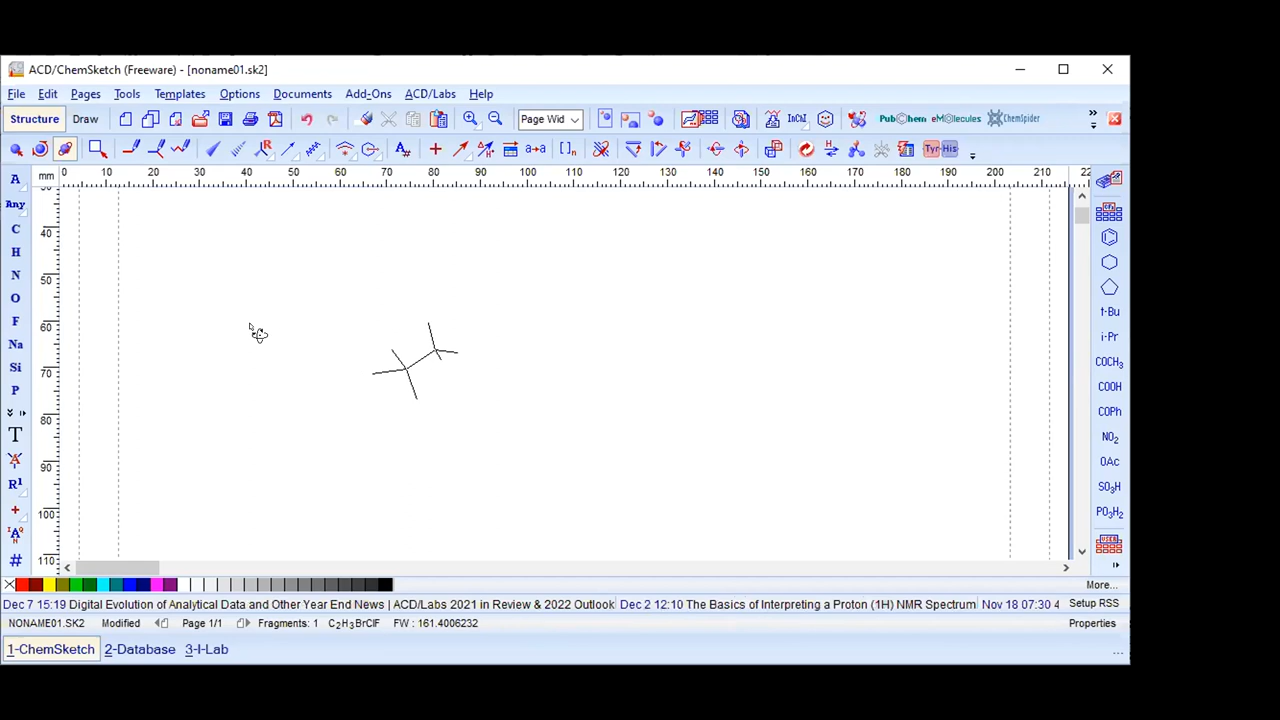 ACD/ChemSketch (Freeware) - [noname01.sk2]
File Edit Pages Tools Templates Options Documents Add-Ons ACD/Labs Help
Structure Draw Page Wid InChI PubChem eMolecules ChemSpider
[]n Tyr His
mm 0 10 20 30 40 50 60 70 80 90 100 110 120 130 140 150 160 170 180 190 200 210 22
A
Any
C
H
N
O
F
Na
Si
P
T
A
R1
A
#
40
50
60
70
80
90
100
110
t-Bu
i-Pr
COCH3
COOH
COPh
NO2
OAc
SO3H
PO3H2
More...
Dec 7 15:19 Digital Evolution of Analytical Data and Other Year End News | ACD/Labs 2021 in Review & 2022 Outlook Dec 2 12:10 The Basics of Interpreting a Proton (1H) NMR Spectrum Nov 18 07:30 4 Setup RSS
NONAME01.SK2 Modified Page 1/1 Fragments: 1 C2H3BrClF FW : 161.4006232 Properties
1-ChemSketch 2-Database 3-I-Lab ...